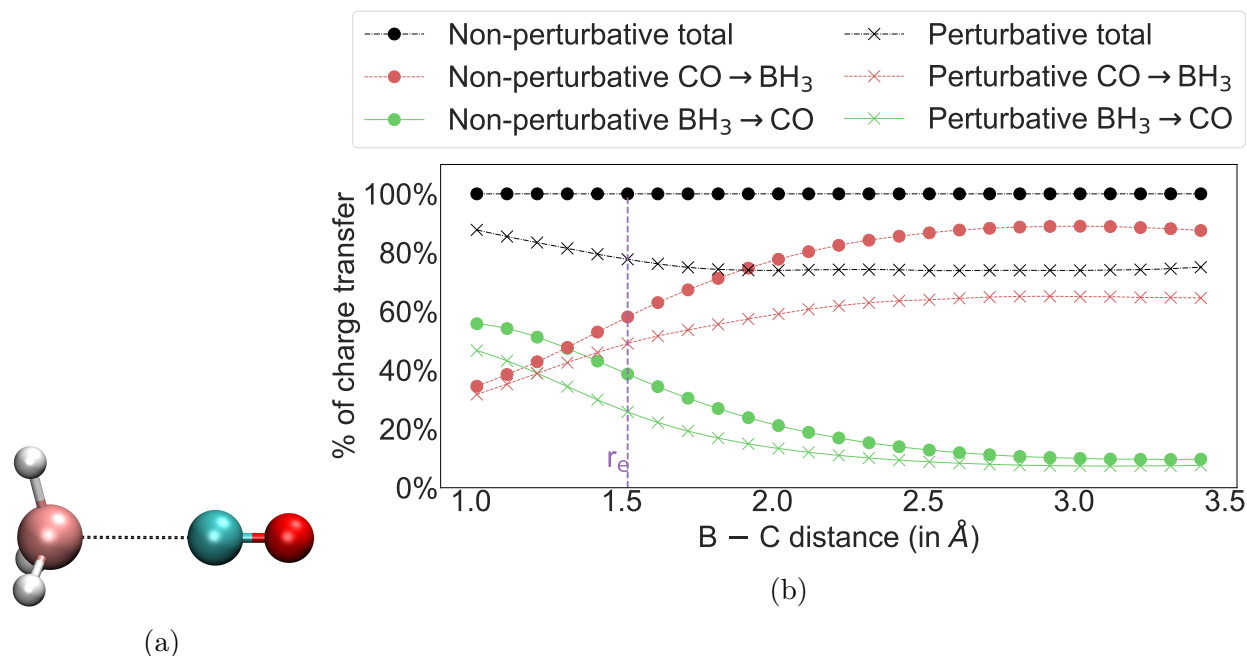 Non-perturbative total
Perturbative total
Non-perturbative CO → BH₃
Perturbative CO → BH₃
Non-perturbative BH₃ → CO
Perturbative BH₃ → CO
% of charge transfer
100%
80%
60%
40%
20%
0%
rₑ
1.0 1.5 2.0 2.5 3.0 3.5
B − C distance (in Å)
(a)
(b)